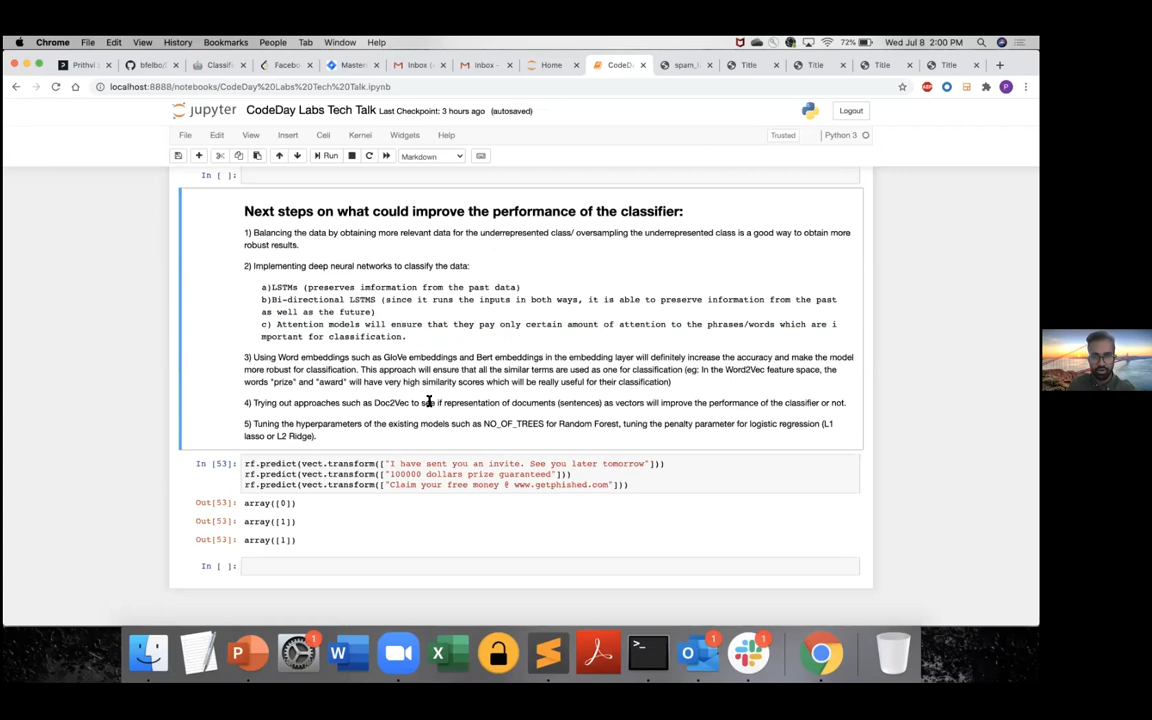 Chrome File Edit View History Bookmarks People Tab Window Help 72% Wed Jul 8 2:00 PM
Prithvi bfelbo/ Classifi Facebo Masters Inbox ( Inbox - Home CodeD spam_ Title Title Title Title
localhost:8888/notebooks/CodeDay%20Labs%20Tech%20Talk.ipynb
jupyter CodeDay Labs Tech Talk Last Checkpoint: 3 hours ago (autosaved) Logout
File Edit View Insert Cell Kernel Widgets Help Trusted Python 3
Run Markdown
In [ ]:
Next steps on what could improve the performance of the classifier:
1) Balancing the data by obtaining more relevant data for the underrepresented class/ oversampling the underrepresented class is a good way to obtain more
robust results.
2) Implementing deep neural networks to classify the data:
a)LSTMs (preserves imformation from the past data)
b)Bi-directional LSTMS (since it runs the inputs in both ways, it is able to preserve information from the past
as well as the future)
c) Attention models will ensure that they pay only certain amount of attention to the phrases/words which are i
mportant for classification.
3) Using Word embeddings such as GloVe embeddings and Bert embeddings in the embedding layer will definitely increase the accuracy and make the model
more robust for classification. This approach will ensure that all the similar terms are used as one for classification (eg: In the Word2Vec feature space, the
words "prize" and "award" will have very high similarity scores which will be really useful for their classification)
4) Trying out approaches such as Doc2Vec to see if representation of documents (sentences) as vectors will improve the performance of the classifier or not.
5) Tuning the hyperparameters of the existing models such as NO_OF_TREES for Random Forest, tuning the penalty parameter for logistic regression (L1
lasso or L2 Ridge).
In [53]: rf.predict(vect.transform(["I have sent you an invite. See you later tomorrow"]))
rf.predict(vect.transform(["100000 dollars prize guaranteed"]))
rf.predict(vect.transform(["Claim your free money @ www.getphished.com"]))
Out[53]: array([0])
Out[53]: array([1])
Out[53]: array([1])
In [ ]: